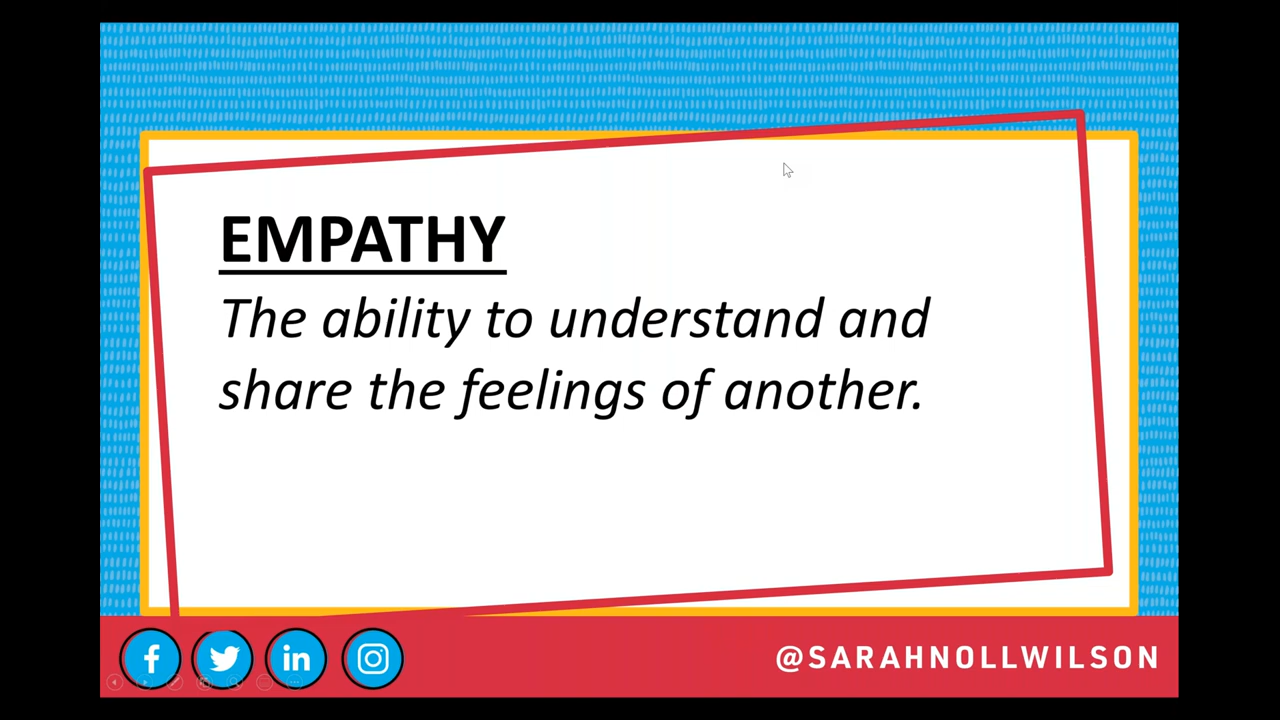 EMPATHY
The ability to understand and
share the feelings of another.
@SARAHNOLLWILSON